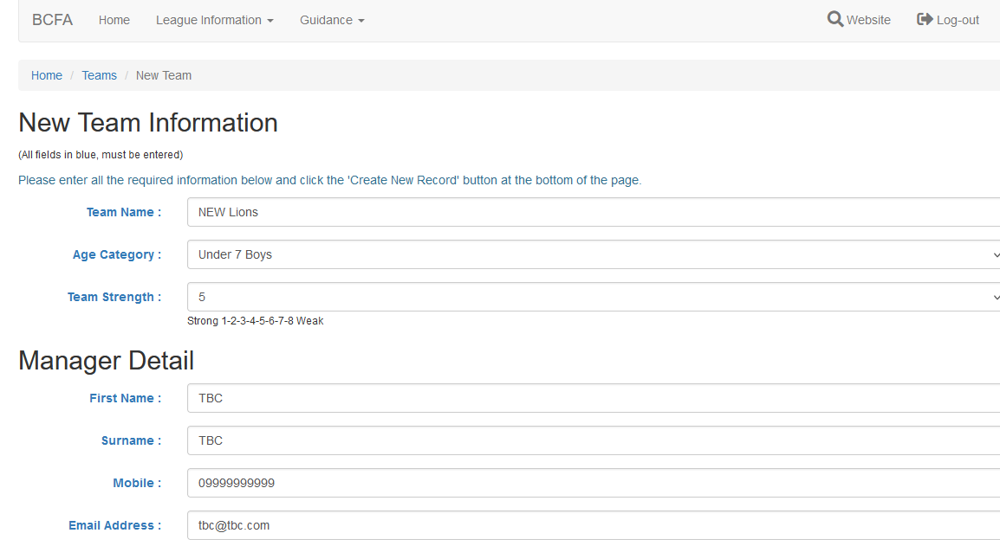 BCFA Home League Information Guidance Website Log-out
Home / Teams / New Team
New Team Information
(All fields in blue, must be entered)
Please enter all the required information below and click the 'Create New Record' button at the bottom of the page.
Team Name : NEW Lions
Age Category : Under 7 Boys
Team Strength : 5
Strong 1-2-3-4-5-6-7-8 Weak
Manager Detail
First Name : TBC
Surname : TBC
Mobile : 09999999999
Email Address : tbc@tbc.com